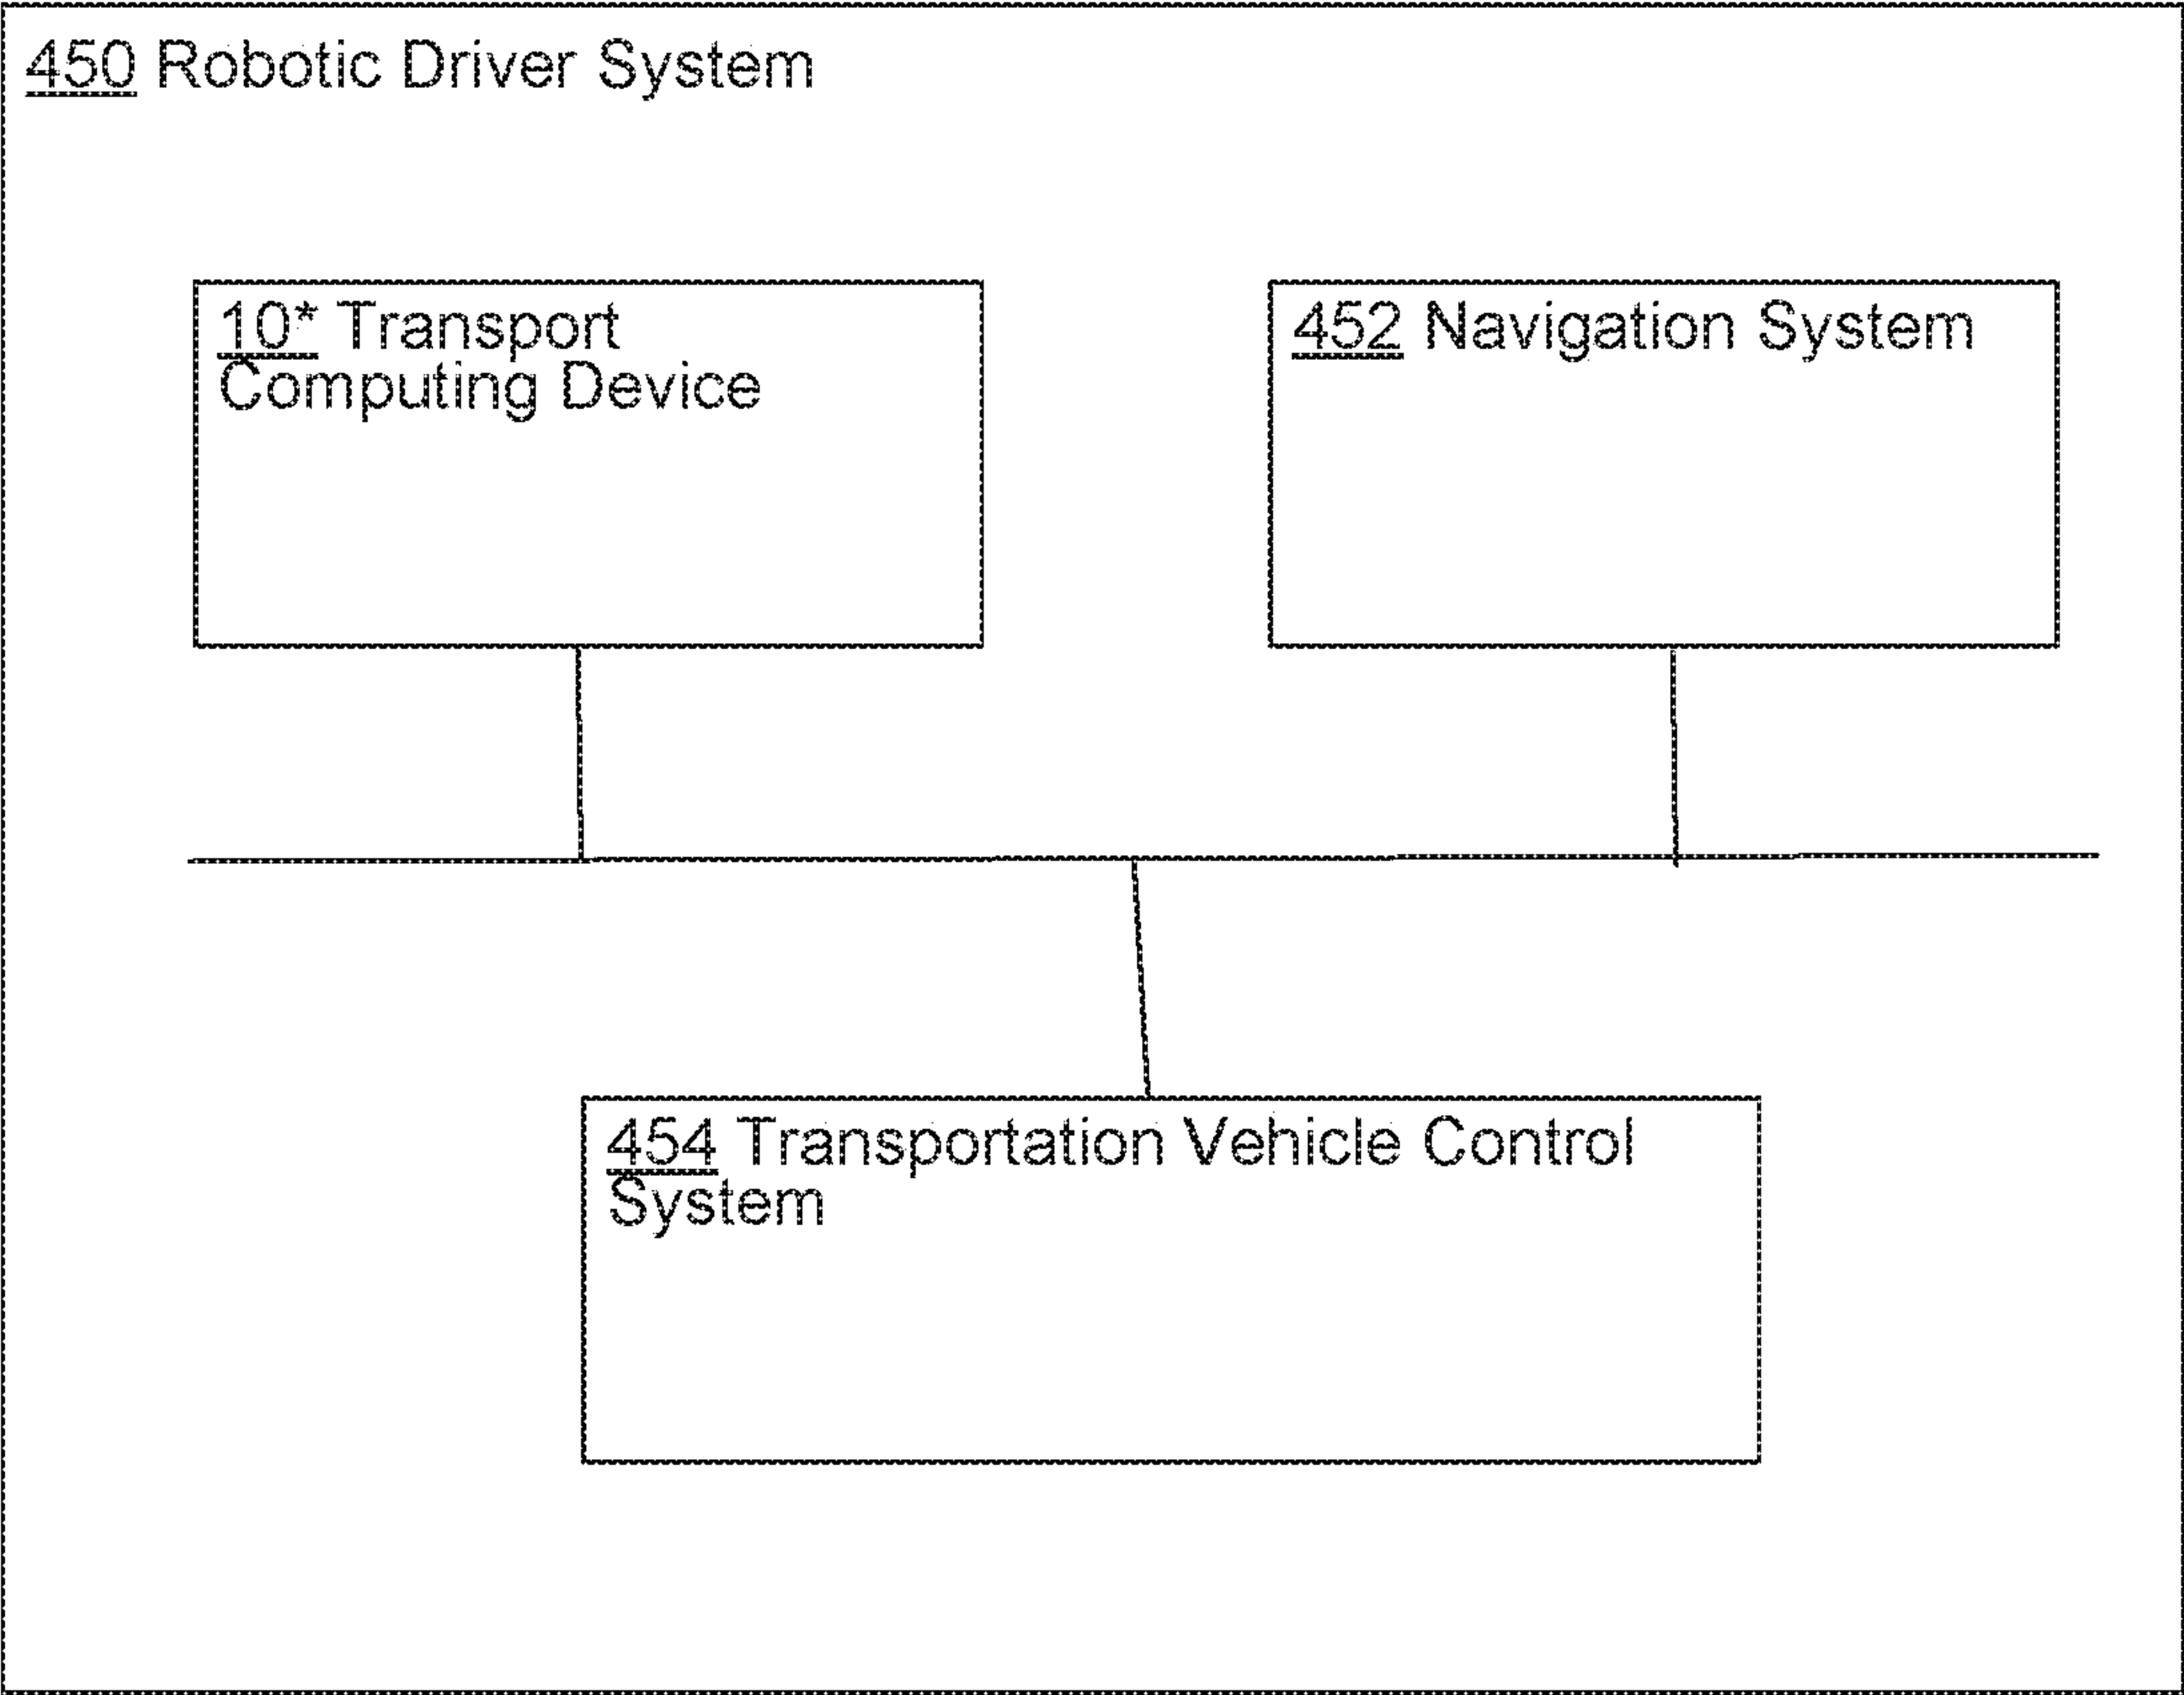 450 Robotic Driver System
10* Transport
Computing Device
452 Navigation System
454 Transportation Vehicle Control
System